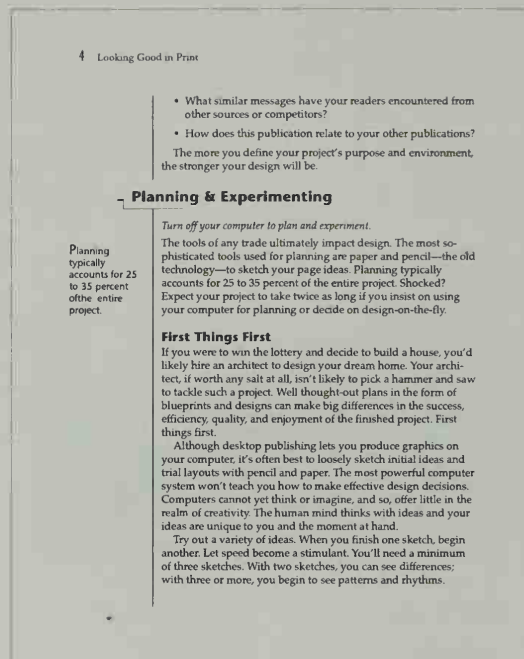 4 Looking Good in Print
• What similar messages have your readers encountered from
other sources or competitors?
• How does this publication relate to your other publications?
The more you define your project's purpose and environment,
the stronger your design will be.
Planning & Experimenting
Turn off your computer to plan and experiment.
Planning
typically
accounts for 25
to 35 percent
ofthe entire
project.
The tools of any trade ultimately impact design. The most so-
phisticated tools used for planning are paper and pencil—the old
technology—to sketch your page ideas. Planning typically
accounts for 25 to 35 percent of the entire project. Shocked?
Expect your project to take twice as long if you insist on using
your computer for planning or decide on design-on-the-fly.
First Things First
If you were to win the lottery and decide to build a house, you'd
likely hire an architect to design your dream home. Your archi-
tect, if worth any salt at all, isn't likely to pick a hammer and saw
to tackle such a project. Well thought-out plans in the form of
blueprints and designs can make big differences in the success,
efficiency, quality, and enjoyment of the finished project. First
things first.
Although desktop publishing lets you produce graphics on
your computer, it's often best to loosely sketch initial ideas and
trial layouts with pencil and paper. The most powerful computer
system won't teach you how to make effective design decisions.
Computers cannot yet think or imagine, and so, offer little in the
realm of creativity. The human mind thinks with ideas and your
ideas are unique to you and the moment at hand.
Try out a variety of ideas. When you finish one sketch, begin
another. Let speed become a stimulant. You'll need a minimum
of three sketches. With two sketches, you can see differences;
with three or more, you begin to see patterns and rhythms.